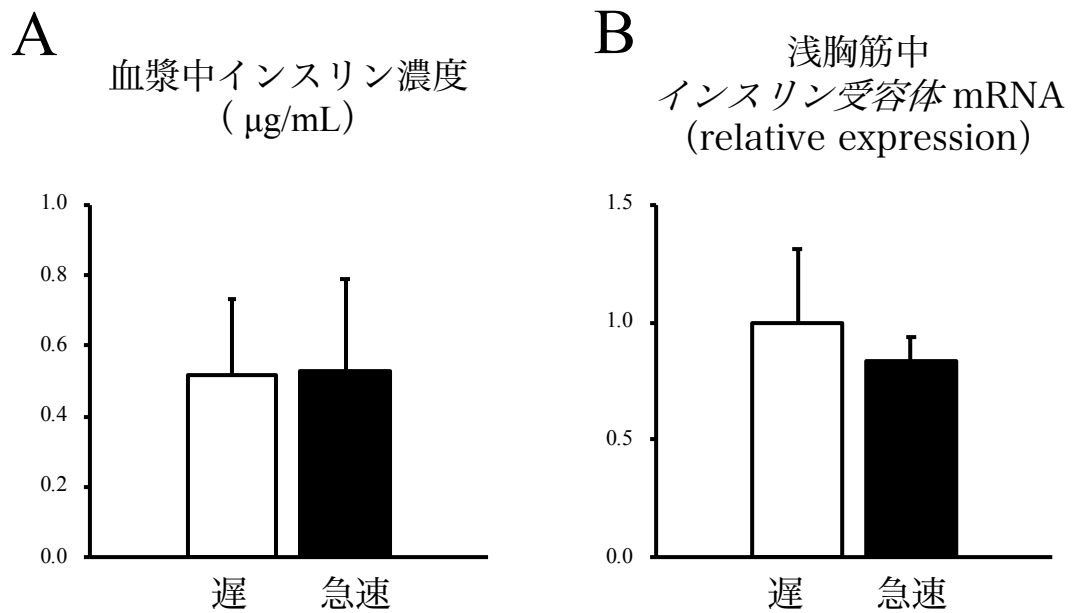 A
血漿中インスリン濃度
( μg/mL)
1.0
0.8
0.6
0.4
0.2
0.0
遅
急速
B
浅胸筋中
インスリン受容体 mRNA
(relative expression)
1.5
1.0
0.5
0.0
遅
急速